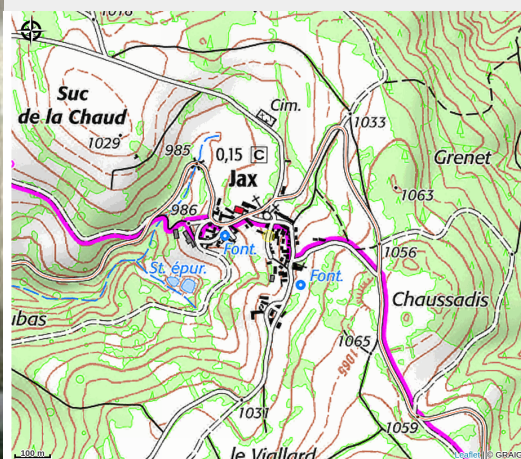 1016
Suc
de la Chaud
1029
Cim.
1033
985
0,15 C
Jax
Grenet
1063
986
Font.
1056
St. épur.
Font.
Chaussadis
ubas
1065
1065
1031
1059
le Viallard
100 m
Leaflet | © GRAIG